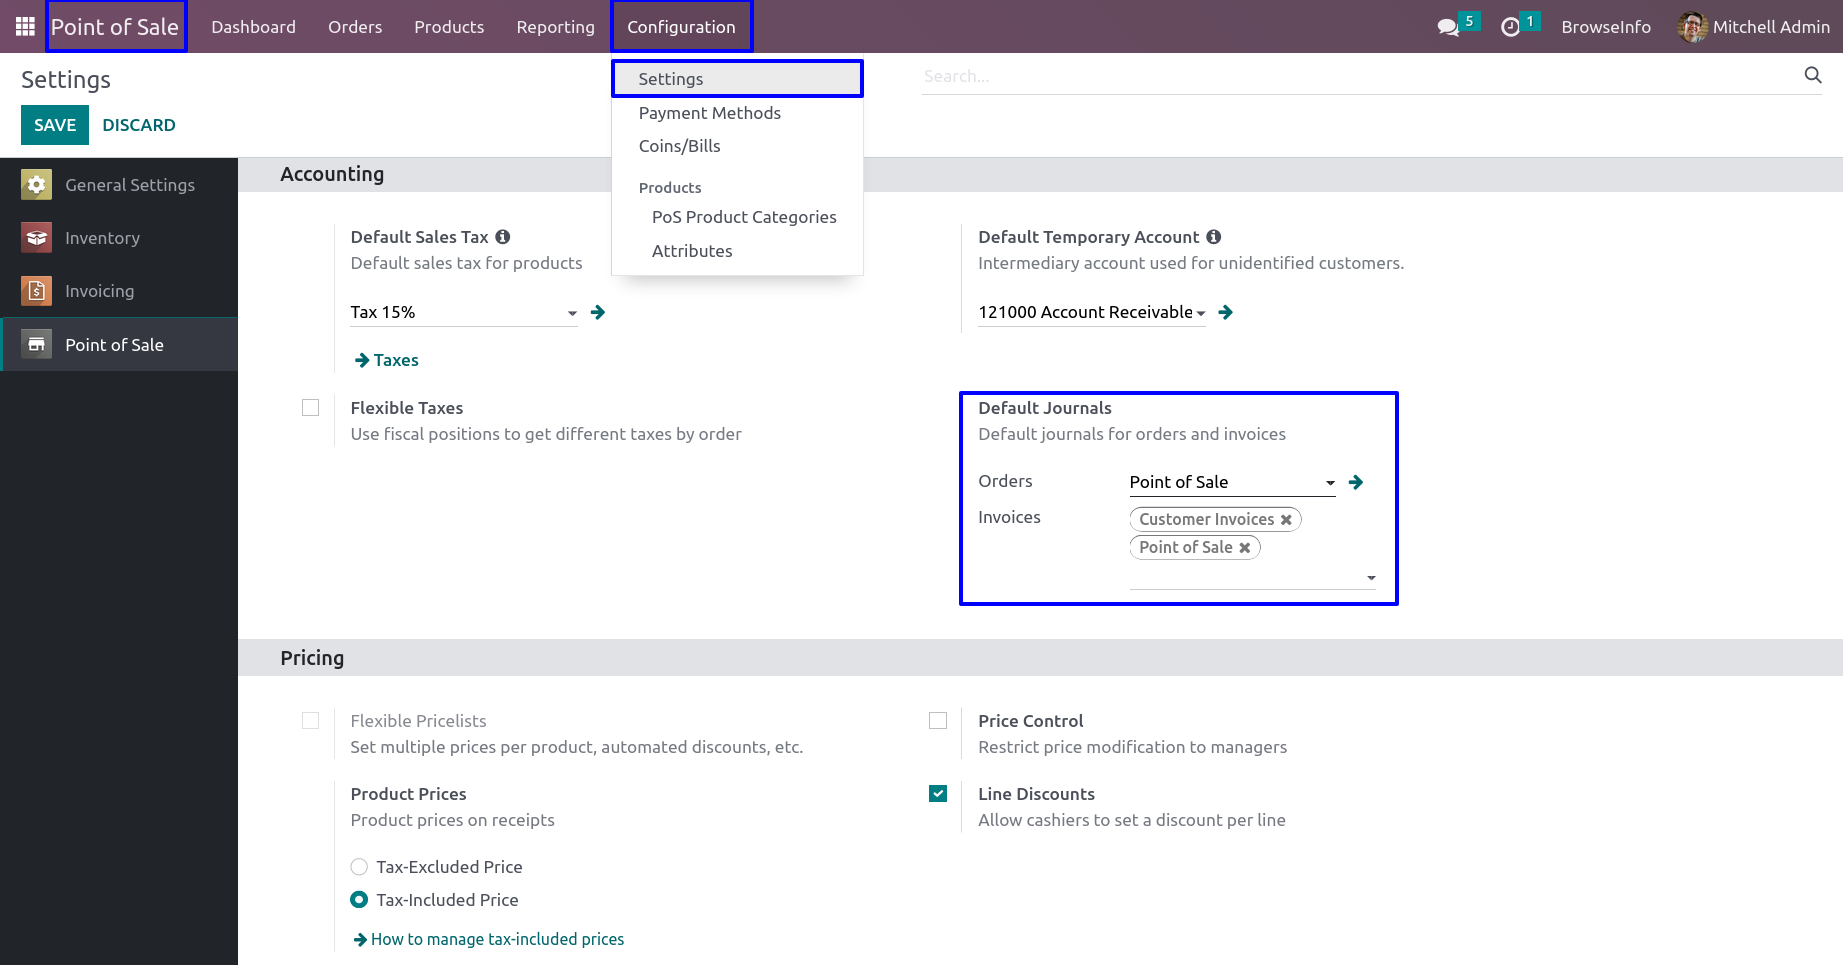 Point of Sale Dashboard Orders Products Reporting Configuration 5 1 BrowseInfo Mitchell Admin
Settings
SAVE DISCARD
Search...
Settings
Payment Methods
Coins/Bills
Products
PoS Product Categories
Attributes
General Settings
Inventory
Invoicing
Point of Sale
Accounting
Default Sales Tax
Default sales tax for products
Tax 15%
Taxes
Default Temporary Account
Intermediary account used for unidentified customers.
121000 Account Receivable
Flexible Taxes
Use fiscal positions to get different taxes by order
Default Journals
Default journals for orders and invoices
Orders Point of Sale
Invoices Customer Invoices
Point of Sale
Pricing
Flexible Pricelists
Set multiple prices per product, automated discounts, etc.
Price Control
Restrict price modification to managers
Product Prices
Product prices on receipts
Tax-Excluded Price
Tax-Included Price
How to manage tax-included prices
Line Discounts
Allow cashiers to set a discount per line